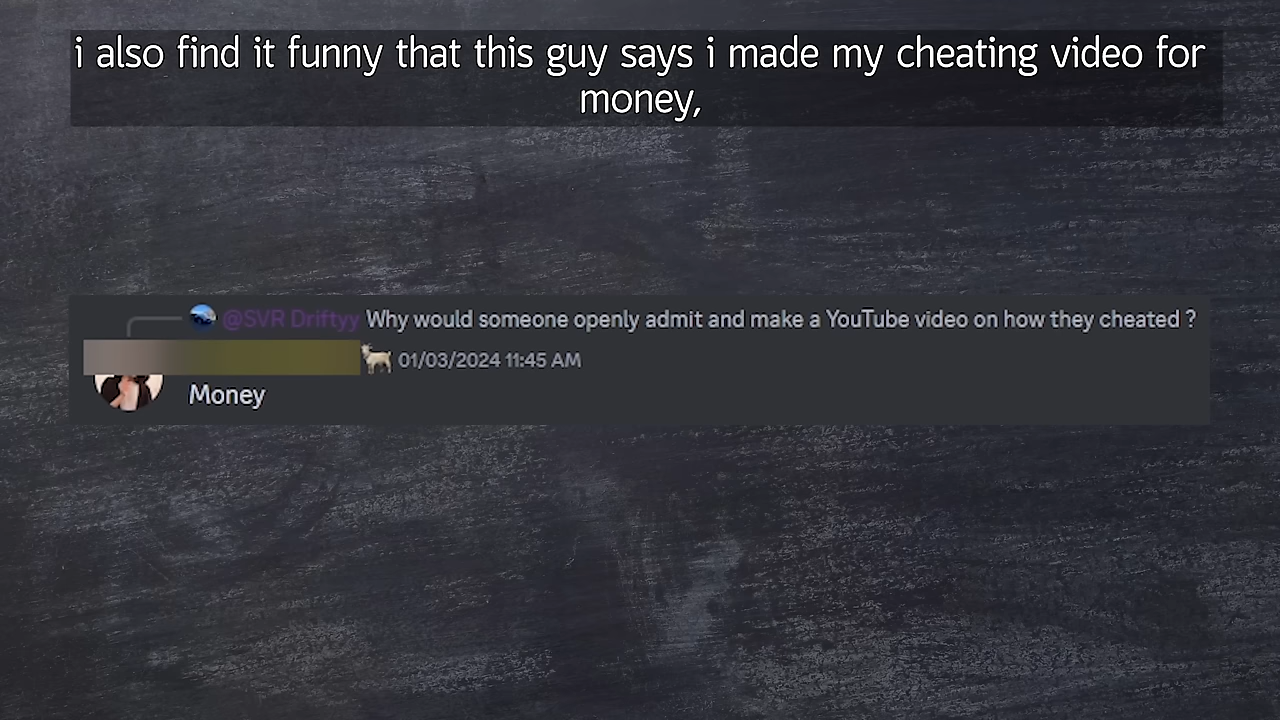 i also find it funny that this guy says i made my cheating video for
money,
@SVR Driftyy Why would someone openly admit and make a YouTube video on how they cheated ?
01/03/2024 11:45 AM
Money